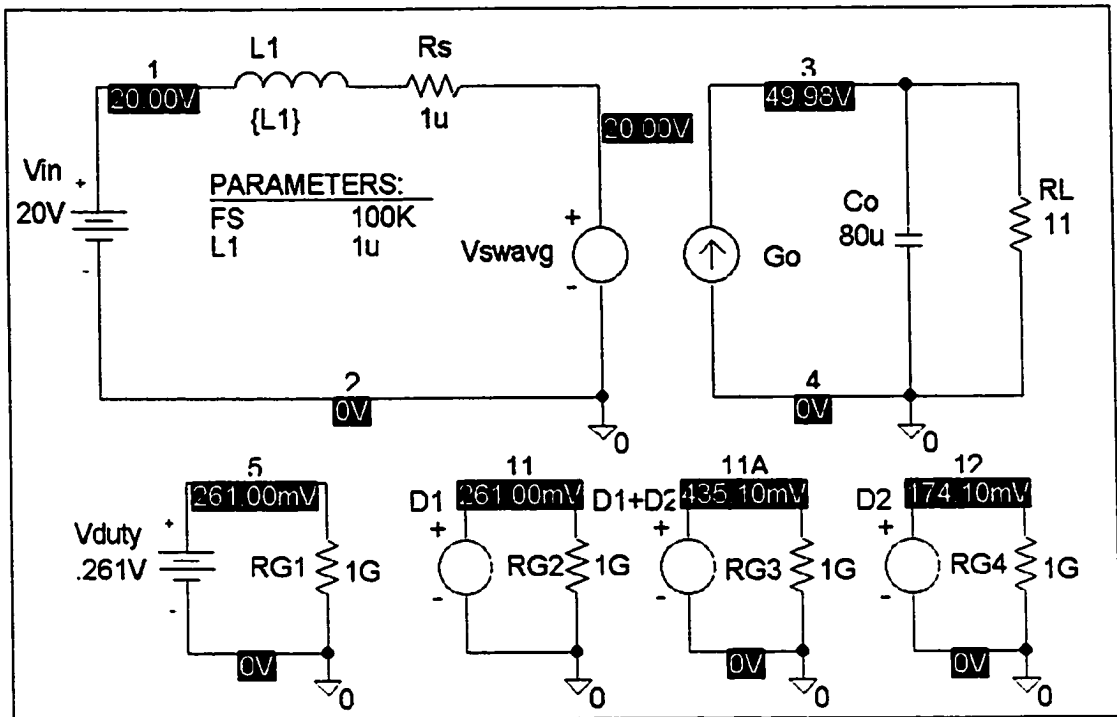 L1
Rs
1
20.00V
{L1}
1u
3
49.98V
20.00V
Vin
+
20V
-
PARAMETERS:
FS 100K
L1 1u
Vswavg
+
-
Go
Co
80u
RL
11
2
0V
0
4
0V
0
5
261.00mV
Vduty
+
.261V
-
RG1
1G
0V
0
11
D1
261.00mV
+
-
RG2
1G
0
11A
D1+D2
435.10mV
+
-
RG3
1G
0V
0
12
D2
174.10mV
+
-
RG4
1G
0V
0